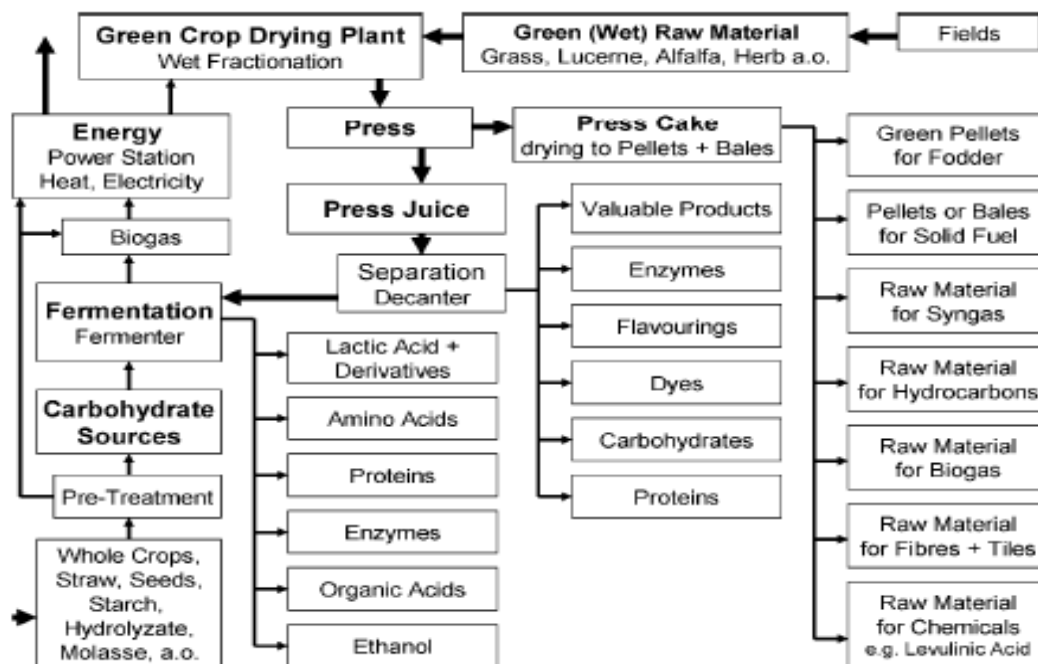 Green Crop Drying Plant
Wet Fractionation
Green (Wet) Raw Material
Grass, Lucerne, Alfalfa, Herb a.o.
Fields
Energy
Power Station
Heat, Electricity
Press
Press Cake
drying to Pellets + Bales
Green Pellets
for Fodder
Press Juice
Valuable Products
Pellets or Bales
for Solid Fuel
Biogas
Separation
Decanter
Enzymes
Raw Material
for Syngas
Fermentation
Fermenter
Flavourings
Lactic Acid +
Derivatives
Dyes
Raw Material
for Hydrocarbons
Carbohydrate
Sources
Amino Acids
Carbohydrates
Raw Material
for Biogas
Pre-Treatment
Proteins
Proteins
Whole Crops,
Straw, Seeds,
Starch,
Hydrolyzate,
Molasse, a.o.
Enzymes
Raw Material
for Fibres + Tiles
Organic Acids
Ethanol
Raw Material
for Chemicals
e.g. Levulinic Acid